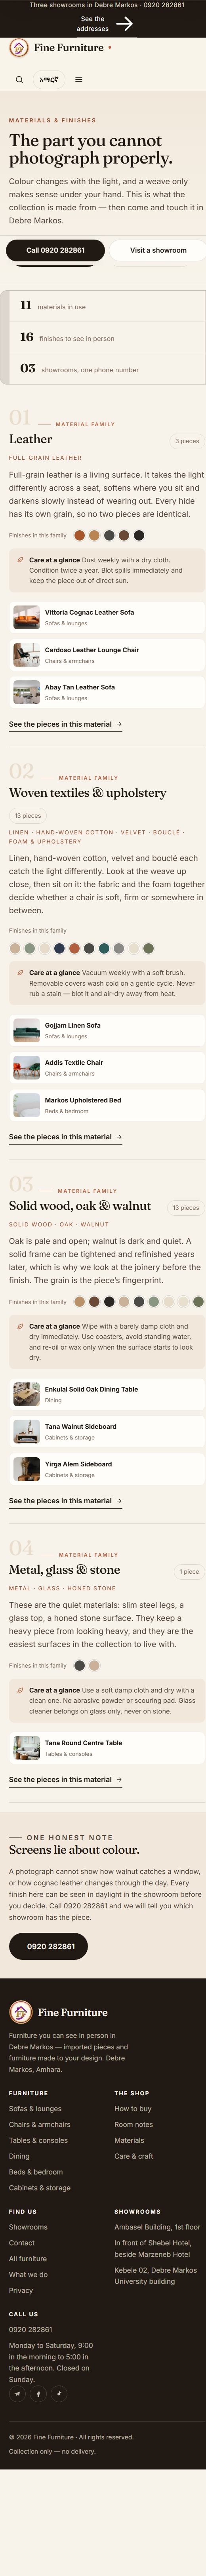 Three showrooms in Debre Markos · 0920 282861
See the
addresses
Fine Furniture
አማርኛ
MATERIALS & FINISHES
The part you cannot
photograph properly.
Colour changes with the light, and a weave only
makes sense under your hand. This is what the
collection is made from — then come and touch it in
Debre Markos.
Call 0920 282861
Visit a showroom
11 materials in use
16 finishes to see in person
03 showrooms, one phone number
01 MATERIAL FAMILY
Leather
3 pieces
FULL-GRAIN LEATHER
Full-grain leather is a living surface. It takes the light
differently across a seat, softens where you sit and
darkens slowly instead of wearing out. Every hide
has its own grain, so no two pieces are identical.
Finishes in this family
Care at a glance Dust weekly with a dry cloth.
Condition twice a year. Blot spills immediately and
keep the piece out of direct sun.
Vittoria Cognac Leather Sofa
Sofas & lounges
Cardoso Leather Lounge Chair
Chairs & armchairs
Abay Tan Leather Sofa
Sofas & lounges
See the pieces in this material →
02 MATERIAL FAMILY
Woven textiles & upholstery
13 pieces
LINEN · HAND-WOVEN COTTON · VELVET · BOUCLÉ ·
FOAM & UPHOLSTERY
Linen, hand-woven cotton, velvet and bouclé each
catch the light differently. Look at the weave up
close, then sit on it: the fabric and the foam together
decide whether a chair is soft, firm or somewhere in
between.
Finishes in this family
Care at a glance Vacuum weekly with a soft brush.
Removable covers wash cold on a gentle cycle. Never
rub a stain — blot it and air-dry away from heat.
Gojjam Linen Sofa
Sofas & lounges
Addis Textile Chair
Chairs & armchairs
Markos Upholstered Bed
Beds & bedroom
See the pieces in this material →
03 MATERIAL FAMILY
Solid wood, oak & walnut
13 pieces
SOLID WOOD · OAK · WALNUT
Oak is pale and open; walnut is dark and quiet. A
solid frame can be tightened and refinished years
later, which is why we look at the joinery before the
finish. The grain is the piece's fingerprint.
Finishes in this family
Care at a glance Wipe with a barely damp cloth and
dry immediately. Use coasters, avoid standing water,
and re-oil or wax only when the surface starts to look
dry.
Enkulal Solid Oak Dining Table
Dining
Tana Walnut Sideboard
Cabinets & storage
Yirga Alem Sideboard
Cabinets & storage
See the pieces in this material →
04 MATERIAL FAMILY
Metal, glass & stone
1 piece
METAL · GLASS · HONED STONE
These are the quiet materials: slim steel legs, a
glass top, a honed stone surface. They keep a
heavy piece from looking heavy, and they are the
easiest surfaces in the collection to live with.
Finishes in this family
Care at a glance Use a soft damp cloth and dry with a
clean one. No abrasive powder or scouring pad. Glass
cleaner belongs on glass only, never on stone.
Tana Round Centre Table
Tables & consoles
See the pieces in this material →
ONE HONEST NOTE
Screens lie about colour.
A photograph cannot show how walnut catches a window,
or how cognac leather changes through the day. Every
finish here can be seen in daylight in the showroom before
you decide. Call 0920 282861 and we will tell you which
showroom has the piece.
0920 282861
Fine Furniture
Furniture you can see in person in
Debre Markos — imported pieces and
furniture made to your design. Debre
Markos, Amhara.
FURNITURE
Sofas & lounges
Chairs & armchairs
Tables & consoles
Dining
Beds & bedroom
Cabinets & storage
THE SHOP
How to buy
Room notes
Materials
Care & craft
FIND US
Showrooms
Contact
All furniture
What we do
Privacy
SHOWROOMS
Ambasel Building, 1st floor
In front of Shebel Hotel,
beside Marzeneb Hotel
Kebele 02, Debre Markos
University building
CALL US
0920 282861
Monday to Saturday, 9:00
in the morning to 5:00 in
the afternoon. Closed on
Sunday.
© 2026 Fine Furniture · All rights reserved.
Collection only — no delivery.